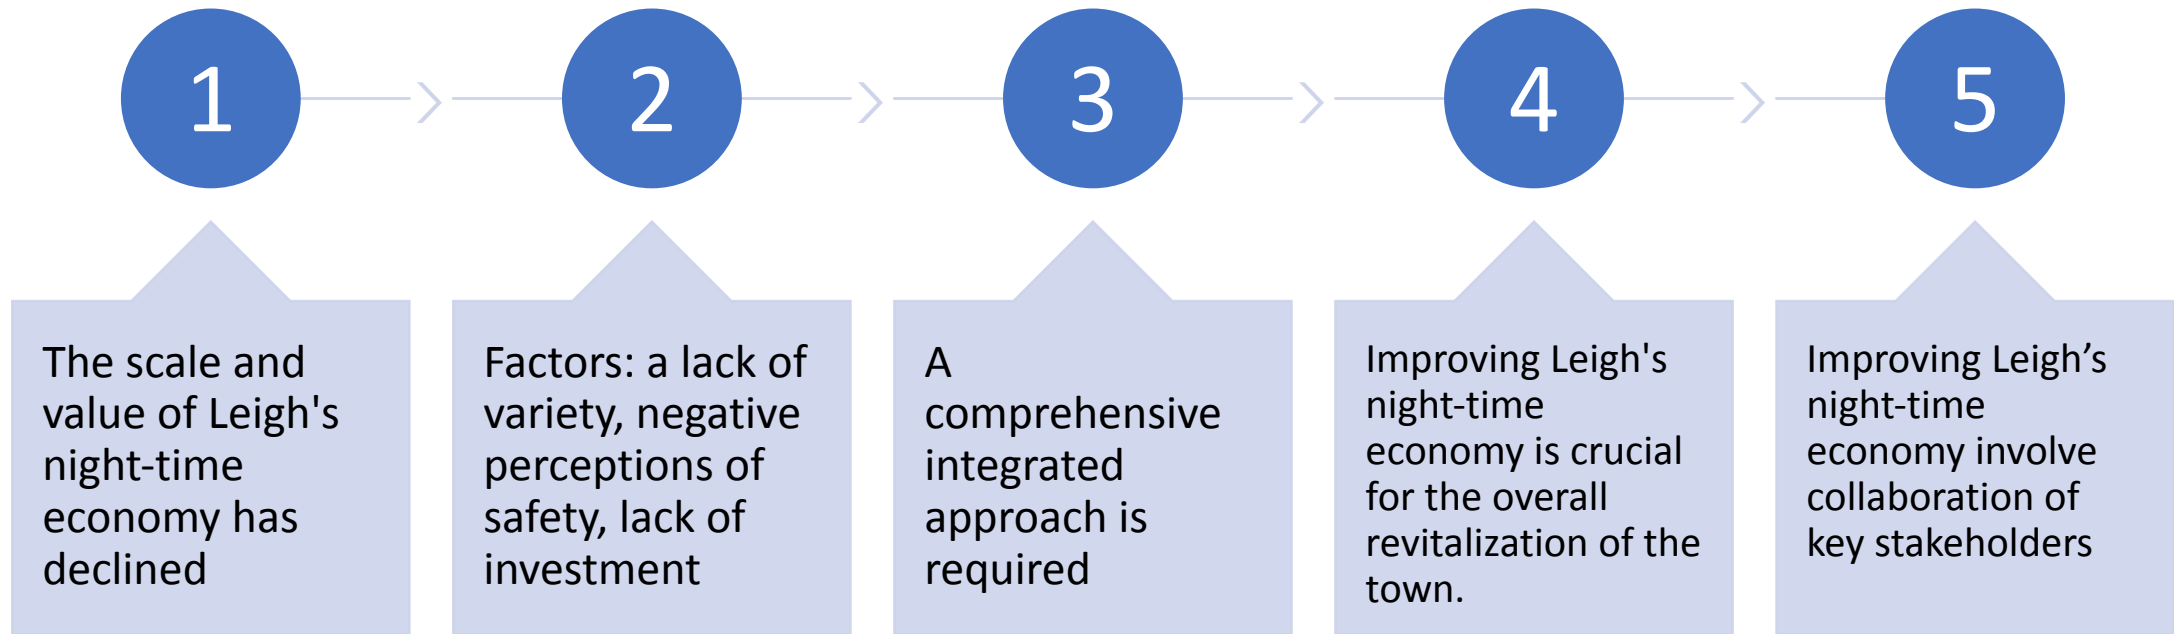 1
2
3
4
5
The scale and
value of Leigh's
night-time
economy has
declined
Factors: a lack of
variety, negative
perceptions of
safety, lack of
investment
A
comprehensive
integrated
approach is
required
Improving Leigh's
night-time
economy is crucial
for the overall
revitalization of the
town.
Improving Leigh’s
night-time
economy involve
collaboration of
key stakeholders